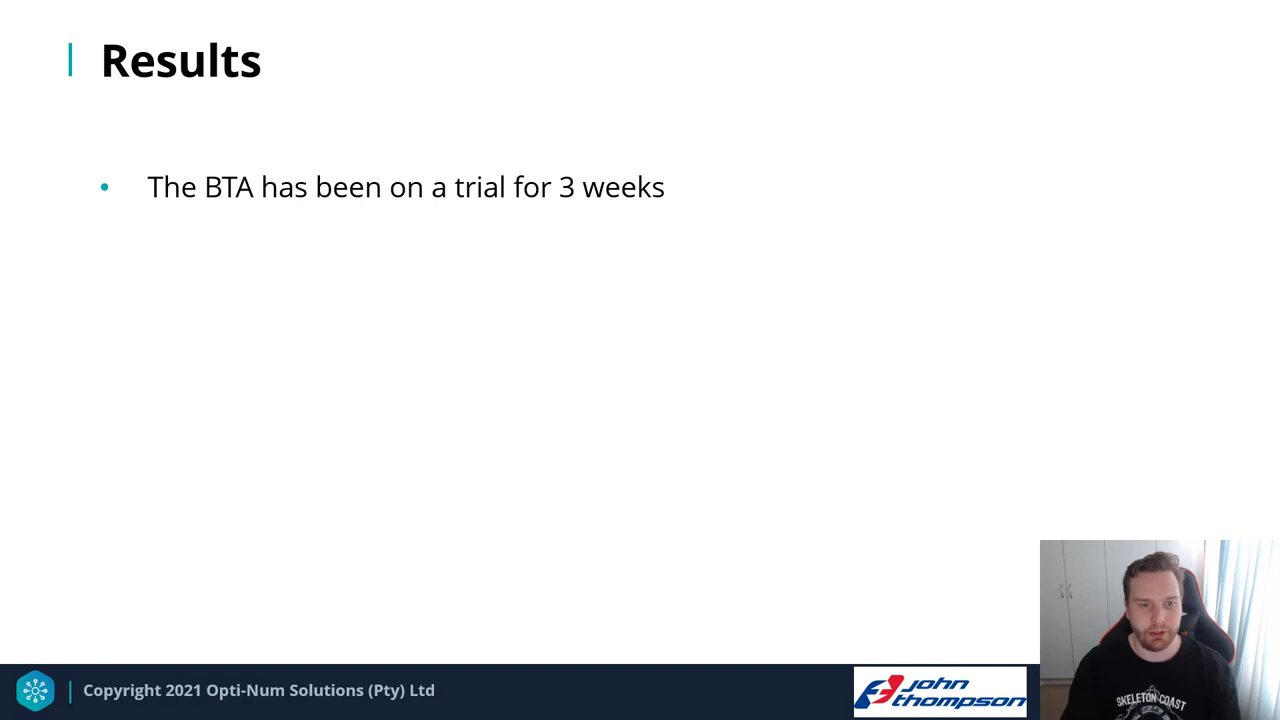 Results
• The BTA has been on a trial for 3 weeks
Copyright 2021 Opti-Num Solutions (Pty) Ltd
john
thompson
SKELETON COAST